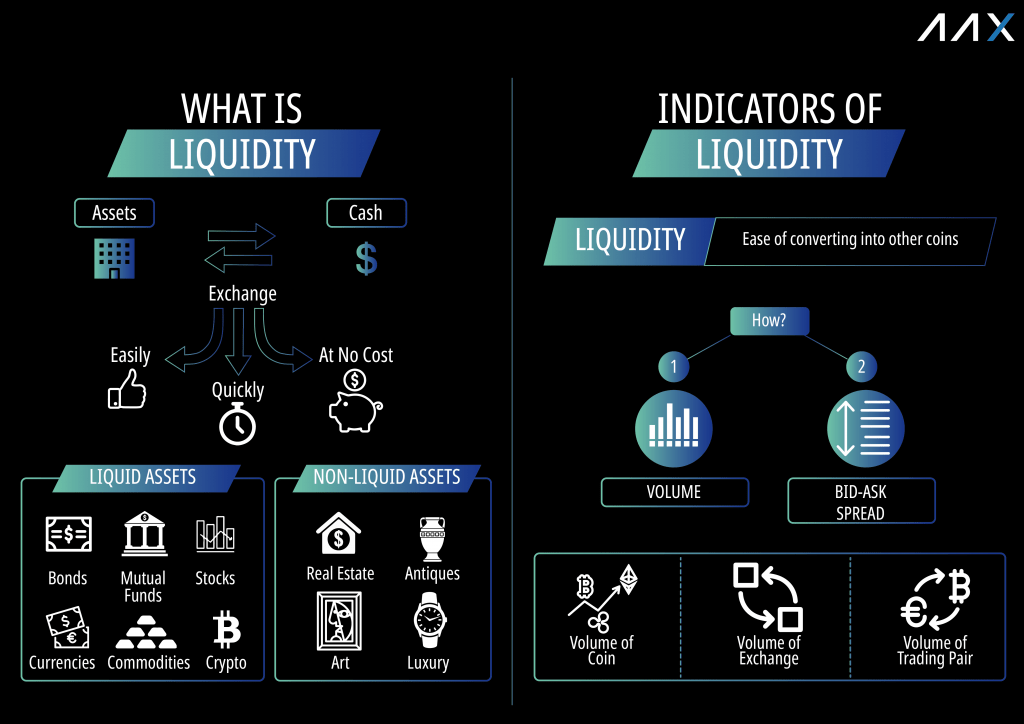 AAX
WHAT IS
LIQUIDITY
Assets
Cash
$
Exchange
Easily
At No Cost
$
Quickly
LIQUID ASSETS
NON-LIQUID ASSETS
$
$
$
Bonds
Mutual
Funds
Stocks
Real Estate
Antiques
$
€
Currencies
Commodities
Crypto
Art
Luxury
INDICATORS OF
LIQUIDITY
LIQUIDITY
Ease of converting into other coins
How?
1
2
VOLUME
BID-ASK
SPREAD
€
Volume of
Coin
Volume of
Exchange
Volume of
Trading Pair